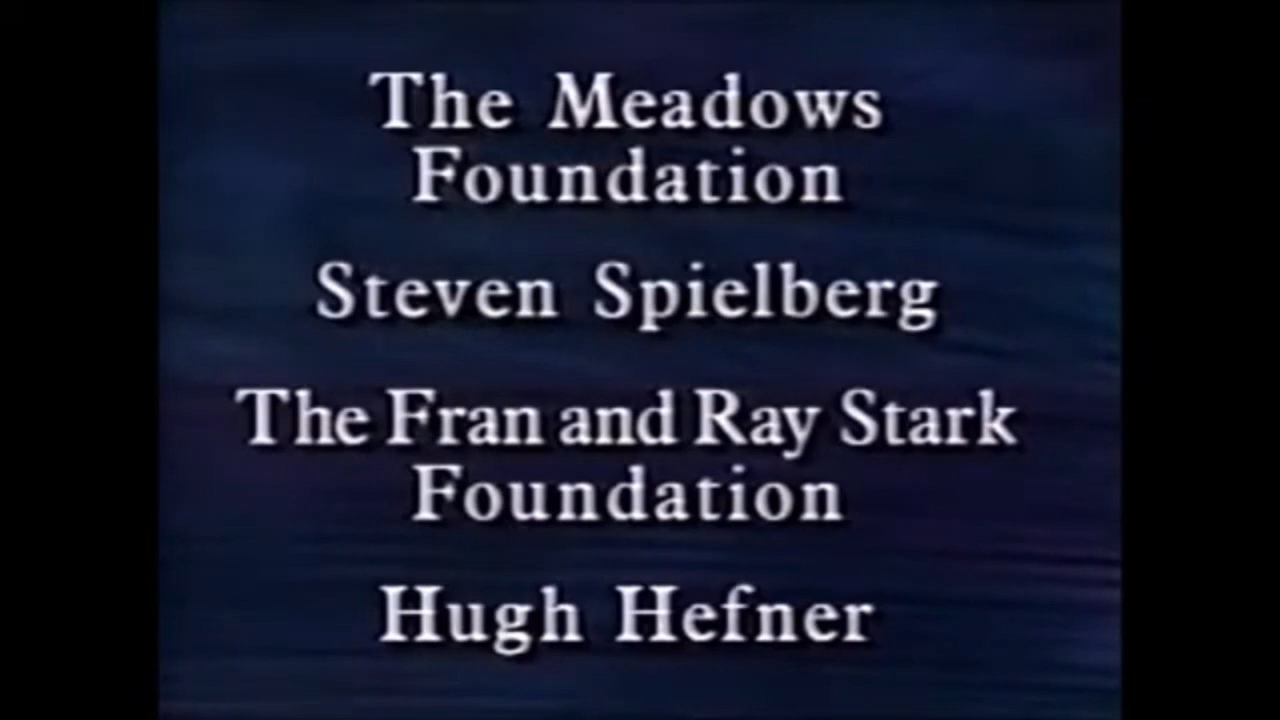 The Meadows
Foundation
Steven Spielberg
The Fran and Ray Stark
Foundation
Hugh Hefner